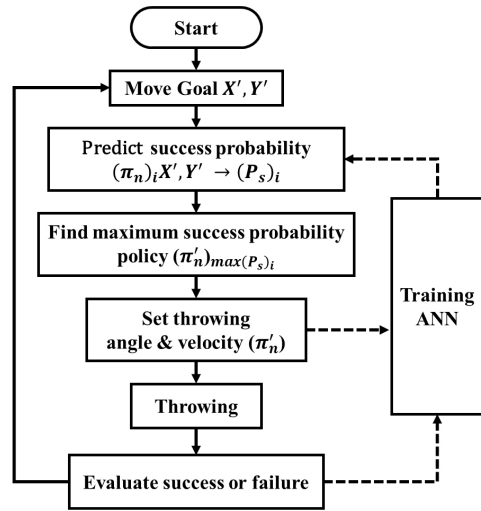 Start
Move Goal X′, Y′
Predict success probability
(πₙ)ᵢX′, Y′ → (Pₛ)ᵢ
Find maximum success probability
policy (π′ₙ)ₘₐₓ₍Pₛ₎ᵢ
Set throwing
angle & velocity (π′ₙ)
Throwing
Evaluate success or failure
Training
ANN